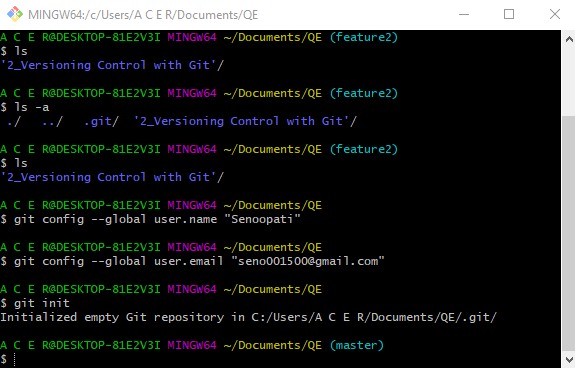 MINGW64:/c/Users/A C E R/Documents/QE
A C E R@DESKTOP-81E2V3I MINGW64 ~/Documents/QE (feature2)
$ ls
'2_Versioning Control with Git'/
A C E R@DESKTOP-81E2V3I MINGW64 ~/Documents/QE (feature2)
$ ls -a
./ ../ .git/ '2_Versioning Control with Git'/
A C E R@DESKTOP-81E2V3I MINGW64 ~/Documents/QE (feature2)
$ ls
'2_Versioning Control with Git'/
A C E R@DESKTOP-81E2V3I MINGW64 ~/Documents/QE
$ git config --global user.name "Senoopati"
A C E R@DESKTOP-81E2V3I MINGW64 ~/Documents/QE
$ git config --global user.email "seno001500@gmail.com"
A C E R@DESKTOP-81E2V3I MINGW64 ~/Documents/QE
$ git init
Initialized empty Git repository in C:/Users/A C E R/Documents/QE/.git/
A C E R@DESKTOP-81E2V3I MINGW64 ~/Documents/QE (master)
$